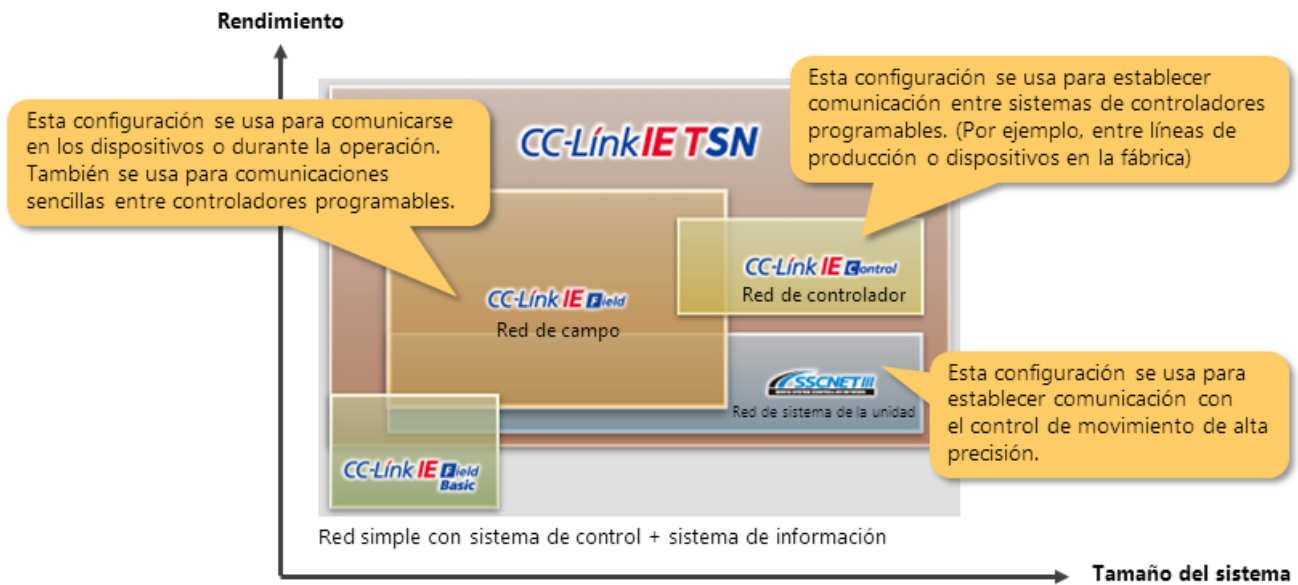 Rendimiento
Esta configuración se usa para comunicarse
en los dispositivos o durante la operación.
También se usa para comunicaciones
sencillas entre controladores programables.
Esta configuración se usa para establecer
comunicación entre sistemas de controladores
programables. (Por ejemplo, entre líneas de
producción o dispositivos en la fábrica)
CC-Línk IE TSN
CC-Línk IE Control
Red de controlador
CC-Línk IE Field
Red de campo
SSCNET III
Red de sistema de la unidad
Esta configuración se usa para
establecer comunicación con
el control de movimiento de alta
precisión.
CC-Línk IE Field
Basic
Red simple con sistema de control + sistema de información
Tamaño del sistema